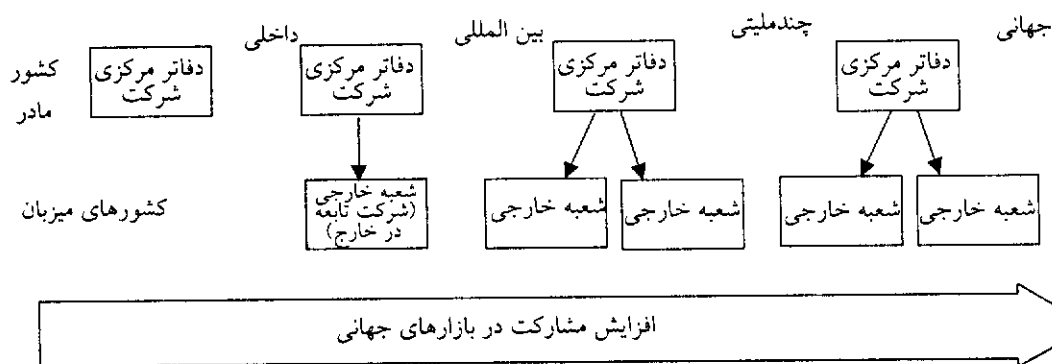 جهانی
چندملیتی
بین المللی
داخلی
کشور
مادر
دفاتر مرکزی
شرکت
دفاتر مرکزی
شرکت
دفاتر مرکزی
شرکت
دفاتر مرکزی
شرکت
کشورهای میزبان
شعبه خارجی
(شرکت تابعه
در خارج)
شعبه خارجی
شعبه خارجی
شعبه خارجی
شعبه خارجی
افزایش مشارکت در بازارهای جهانی